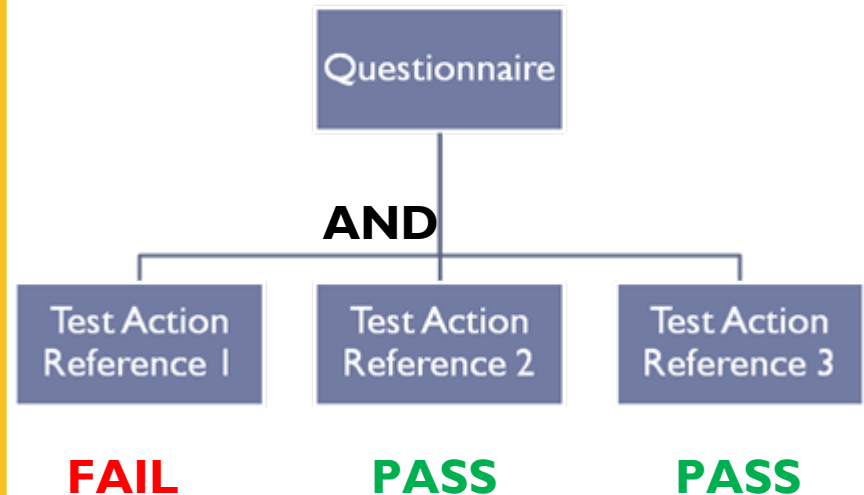 Questionnaire
AND
Test Action
Reference 1
Test Action
Reference 2
Test Action
Reference 3
FAIL
PASS
PASS